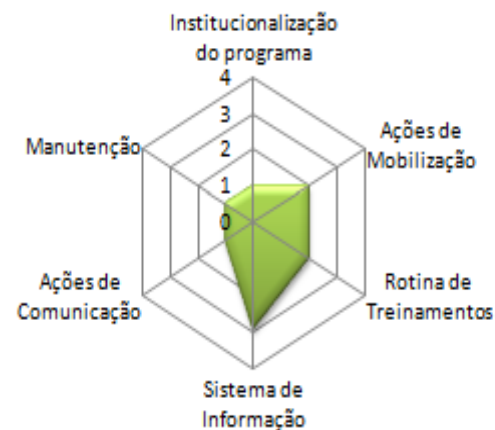 Institucionalização
do programa
4
3
2
1
0
Ações de
Mobilização
Rotina de
Treinamentos
Sistema de
Informação
Ações de
Comunicação
Manutenção